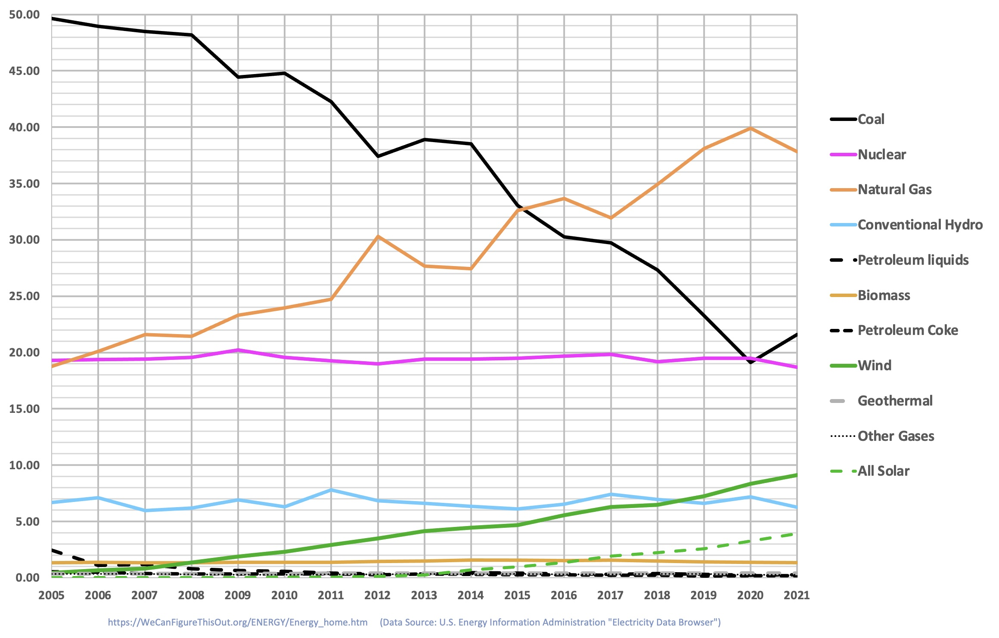 50.00
45.00
40.00
35.00
30.00
25.00
20.00
15.00
10.00
5.00
0.00
2005 2006 2007 2008 2009 2010 2011 2012 2013 2014 2015 2016 2017 2018 2019 2020 2021
Coal
Nuclear
Natural Gas
Conventional Hydro
Petroleum liquids
Biomass
Petroleum Coke
Wind
Geothermal
Other Gases
All Solar
https://WeCanFigureThisOut.org/ENERGY/Energy_home.htm (Data Source: U.S. Energy Information Administration "Electricity Data Browser")